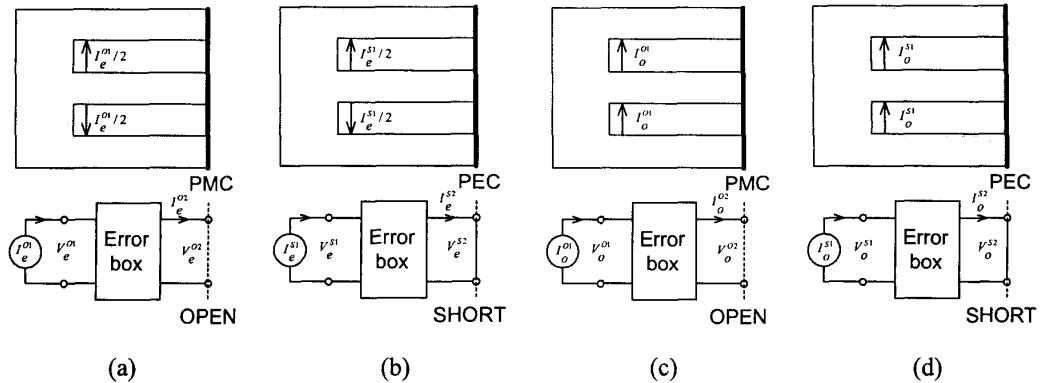 I_e^{O1}/2
I_e^{O1}/2
PMC
I_e^{O2}
I_e^{O1}
V_e^{O1}
Error
box
V_e^{O2}
OPEN
(a)
I_e^{S1}/2
I_e^{S1}/2
PEC
I_e^{S2}
I_e^{S1}
V_e^{S1}
Error
box
V_e^{S2}
SHORT
(b)
I_o^{O1}
I_o^{O1}
PMC
I_o^{O2}
I_o^{O1}
V_o^{O1}
Error
box
V_o^{O2}
OPEN
(c)
I_o^{S1}
I_o^{S1}
PEC
I_o^{S2}
I_o^{S1}
V_o^{S1}
Error
box
V_o^{S2}
SHORT
(d)